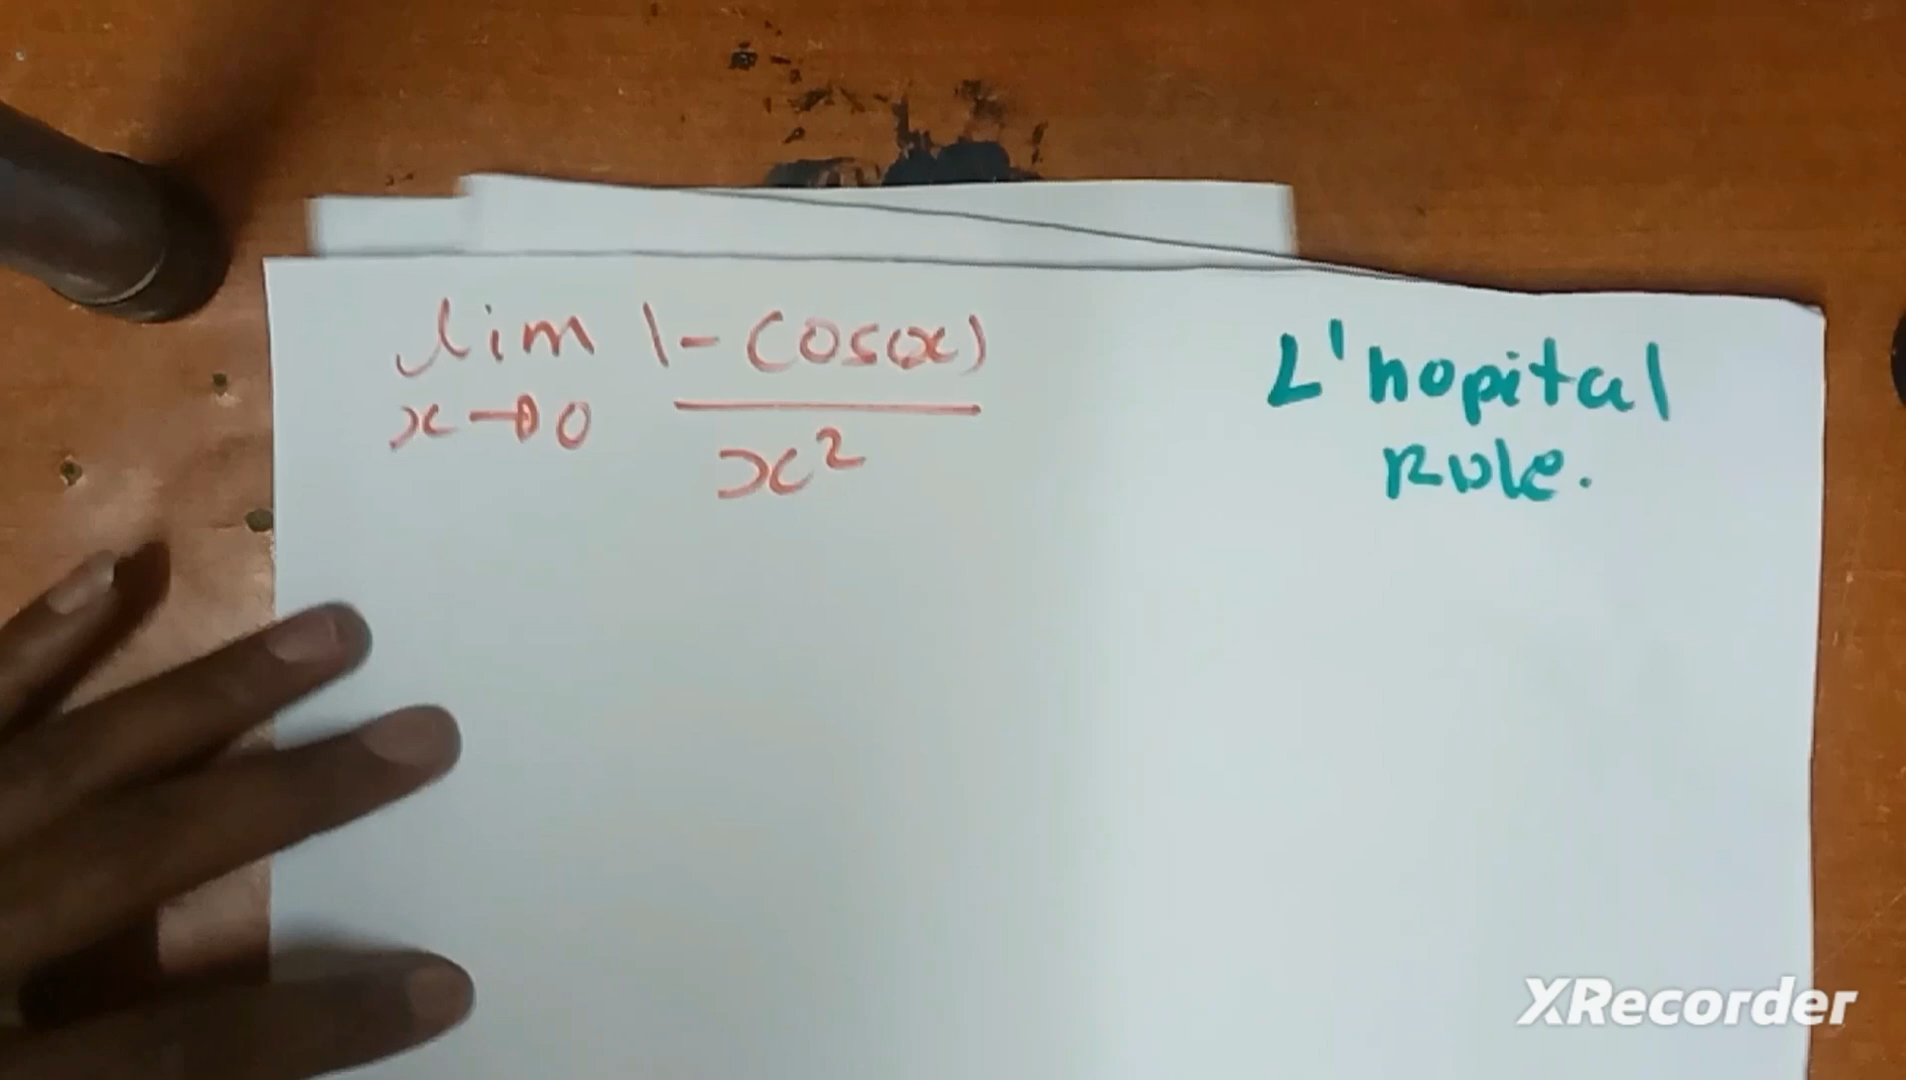 lim 1 - cos(x)
x→0 x²
L'hopital
Rule.
XRecorder